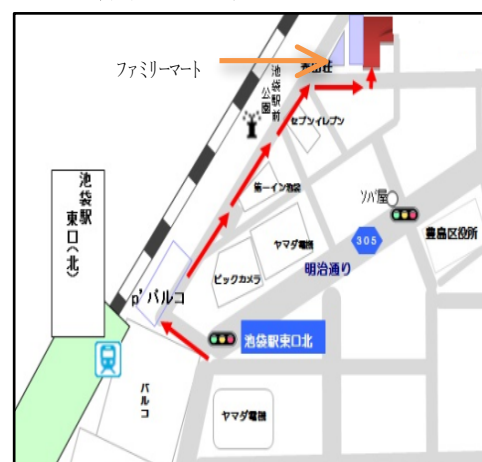 ファミリーマート
池袋駅前
公園
セブンイレブン
第一イン池袋
ソバ屋
305
豊島区役所
ヤマダ電機
明治通り
ビックカメラ
池袋駅
東口(北)
p'パルコ
池袋駅東口北
パルコ
ヤマダ電機